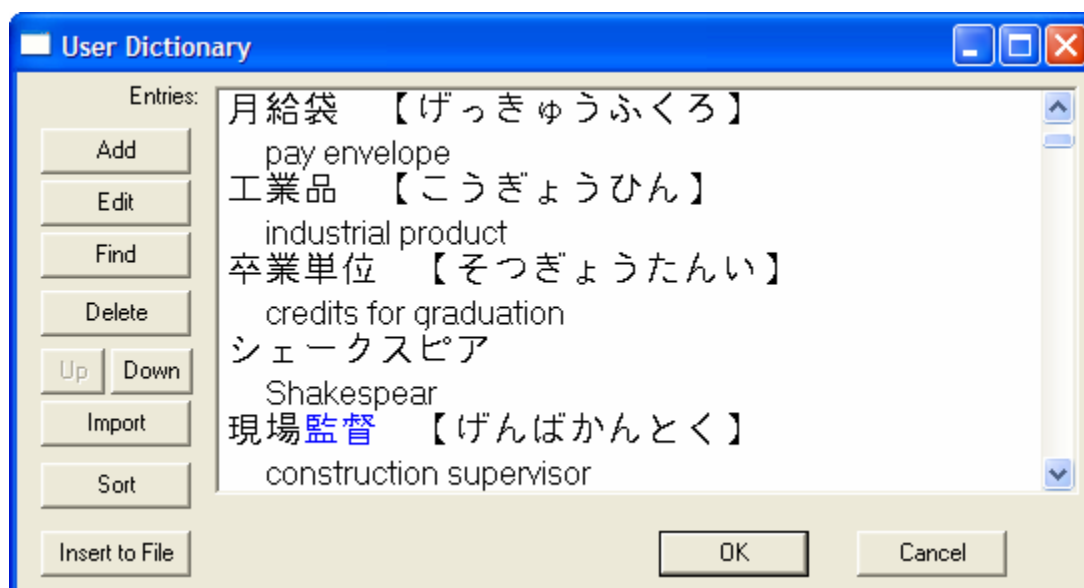 User Dictionary
Entries:
Add
Edit
Find
Delete
Up Down
Import
Sort
Insert to File
月給袋　【げっきゅうふくろ】
pay envelope
工業品　【こうぎょうひん】
industrial product
卒業単位　【そつぎょうたんい】
credits for graduation
シェークスピア
Shakespear
現場監督　【げんばかんとく】
construction supervisor
OK Cancel